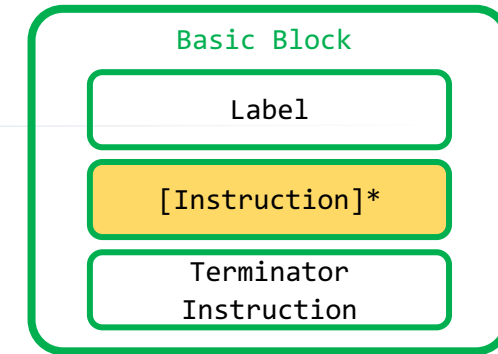 Basic Block
Label
[Instruction]*
Terminator
Instruction